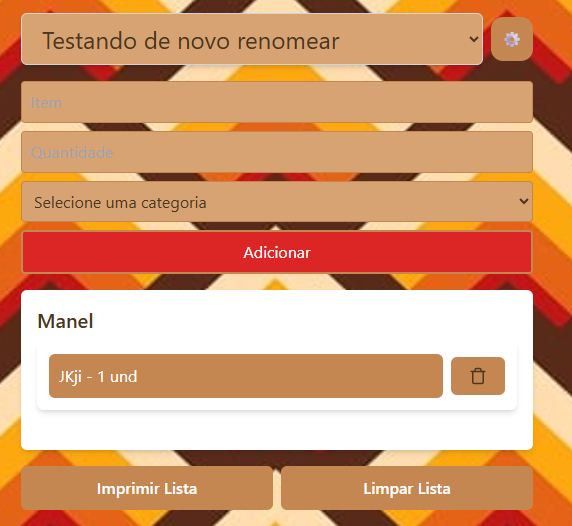 Testando de novo renomear
Item
Quantidade
Selecione uma categoria
Adicionar
Manel
JKji - 1 und
Imprimir Lista
Limpar Lista